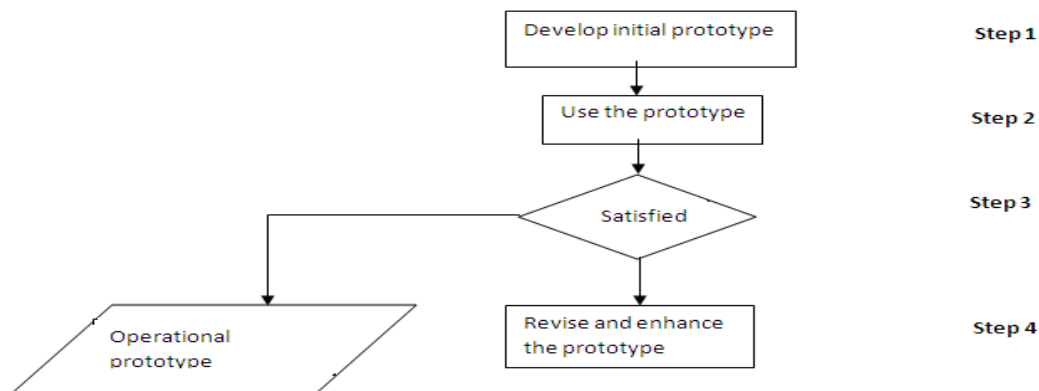 Develop initial prototype
Step 1
Use the prototype
Step 2
Satisfied
Step 3
Operational
prototype
Revise and enhance
the prototype
Step 4